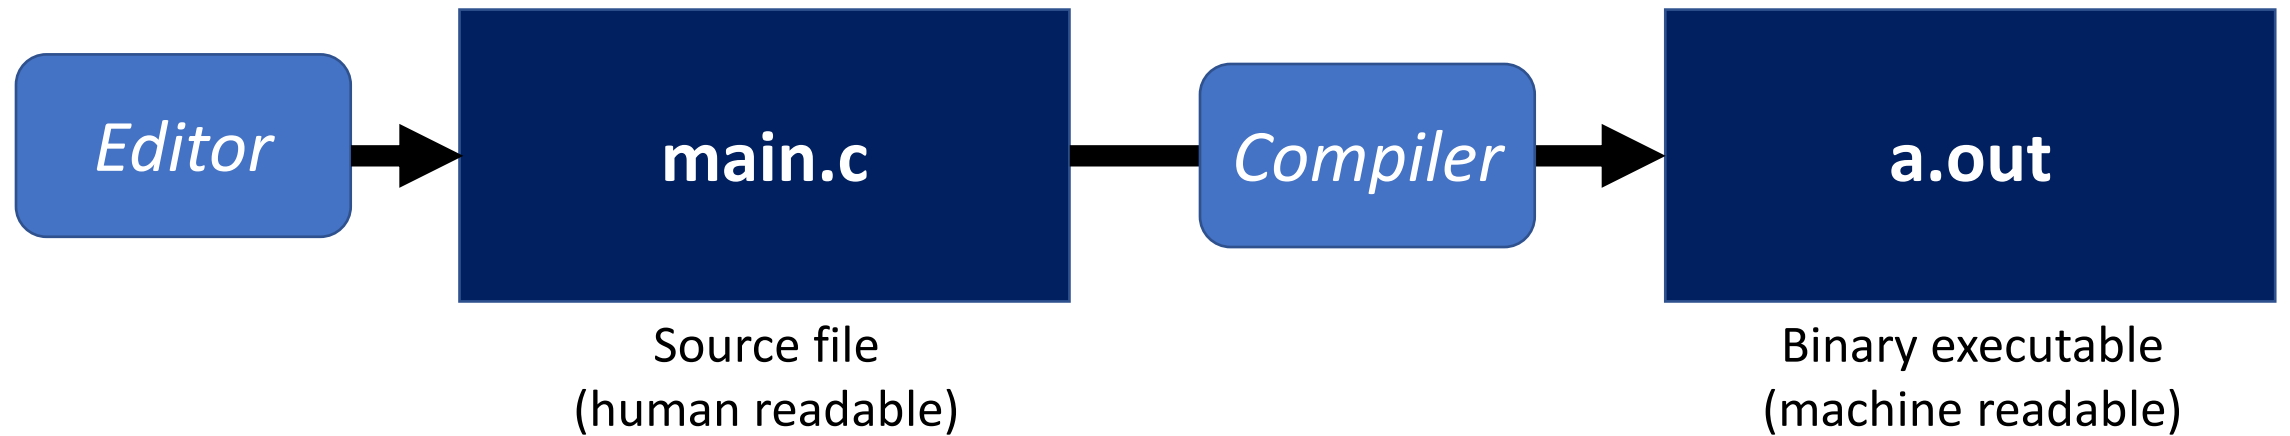 Editor
main.c
Compiler
a.out
Source file
(human readable)
Binary executable
(machine readable)